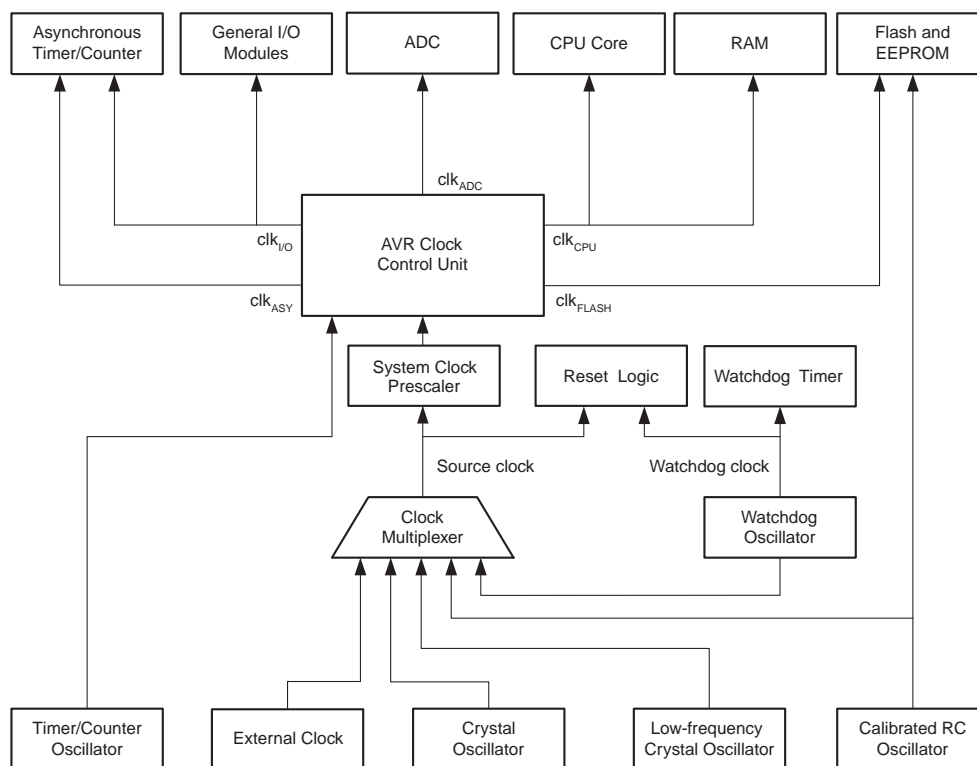 Asynchronous
Timer/Counter
General I/O
Modules
ADC
CPU Core
RAM
Flash and
EEPROM
clkADC
clkI/O
AVR Clock
Control Unit
clkCPU
clkASY
clkFLASH
System Clock
Prescaler
Reset Logic
Watchdog Timer
Source clock
Watchdog clock
Clock
Multiplexer
Watchdog
Oscillator
Timer/Counter
Oscillator
External Clock
Crystal
Oscillator
Low-frequency
Crystal Oscillator
Calibrated RC
Oscillator